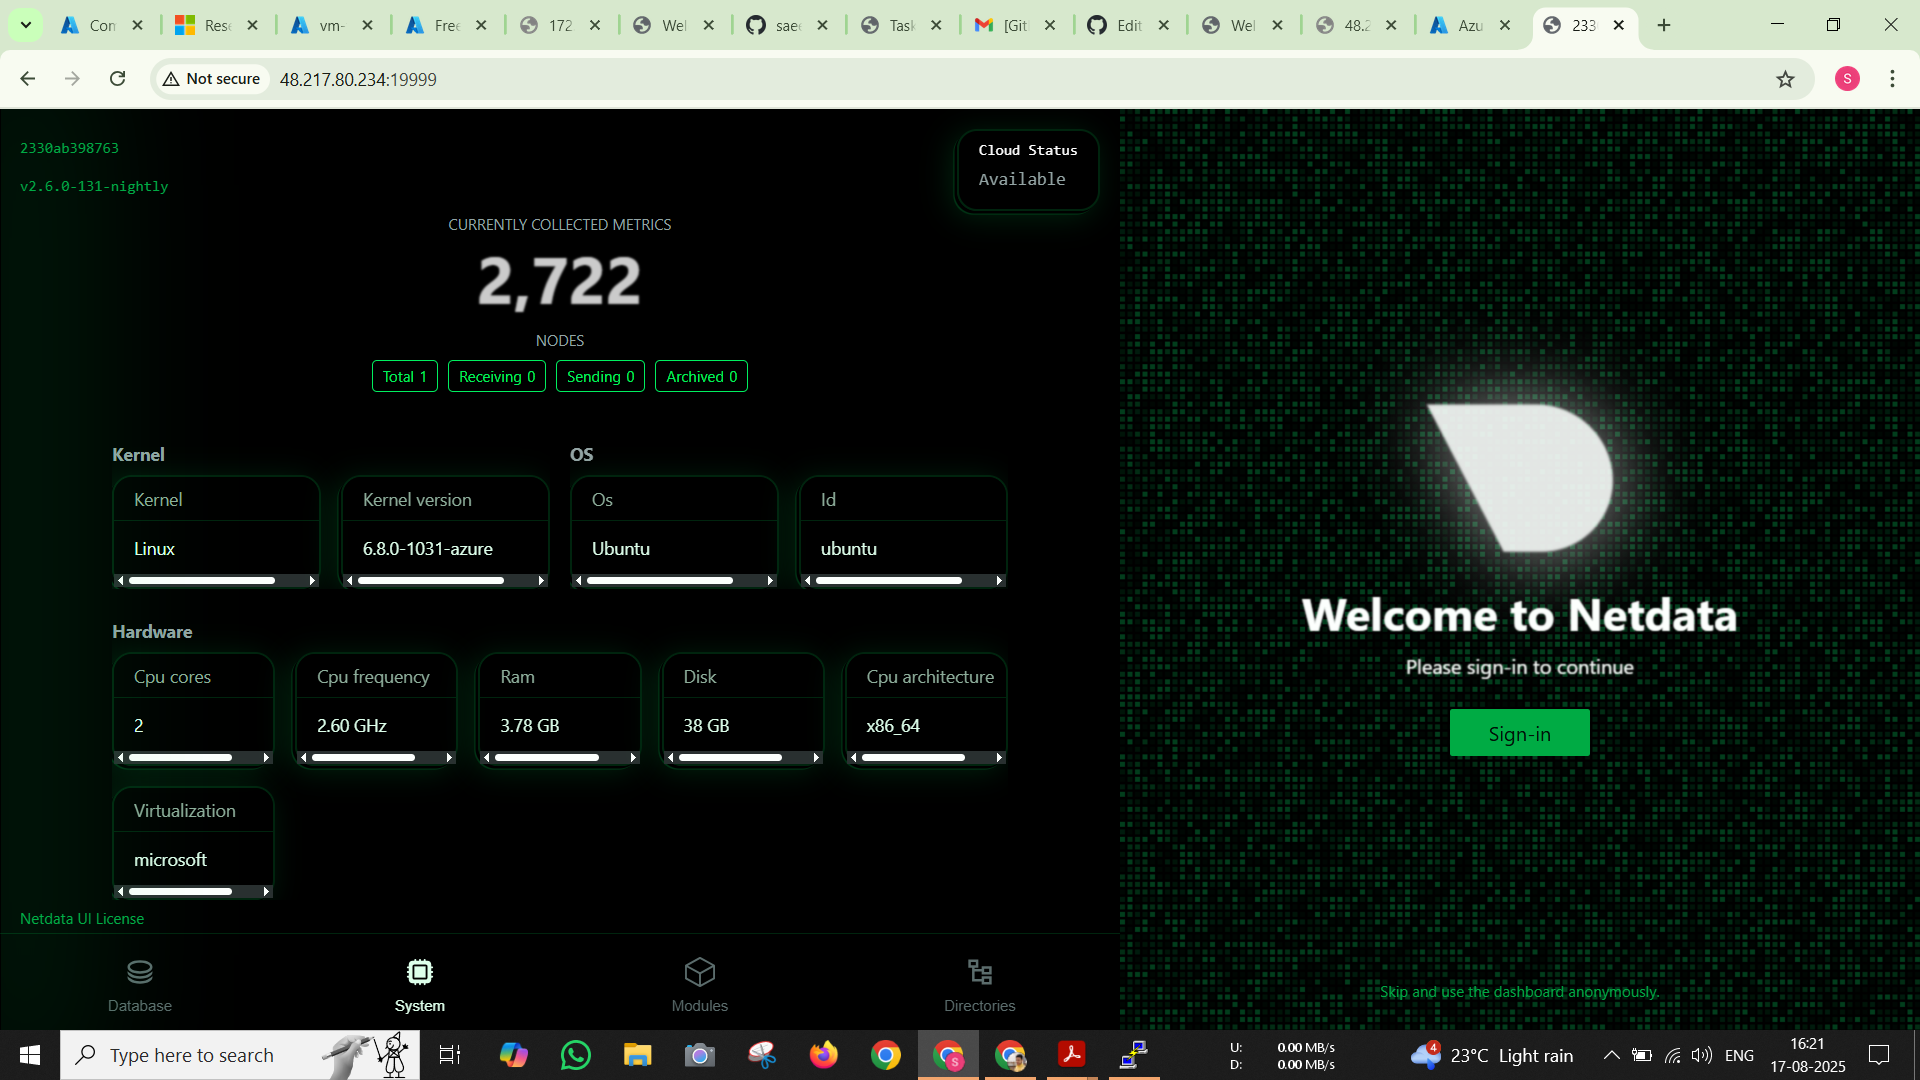 Con
Rese
vm-
Free
172
Wel
saee
Task
[Git
Edit
Wel
48.2
Azu
233
Not secure
48.217.80.234:19999
S
2330ab398763
v2.6.0-131-nightly
Cloud Status
Available
CURRENTLY COLLECTED METRICS
2,722
NODES
Total 1
Receiving 0
Sending 0
Archived 0
Kernel
OS
Kernel
Kernel version
Os
Id
Linux
6.8.0-1031-azure
Ubuntu
ubuntu
Hardware
Cpu cores
Cpu frequency
Ram
Disk
Cpu architecture
2
2.60 GHz
3.78 GB
38 GB
x86_64
Virtualization
microsoft
Netdata UI License
Database
System
Modules
Directories
Welcome to Netdata
Please sign-in to continue
Sign-in
Skip and use the dashboard anonymously.
Type here to search
S
U: 0.00 MB/s
D: 0.00 MB/s
4
23°C Light rain
ENG
16:21
17-08-2025